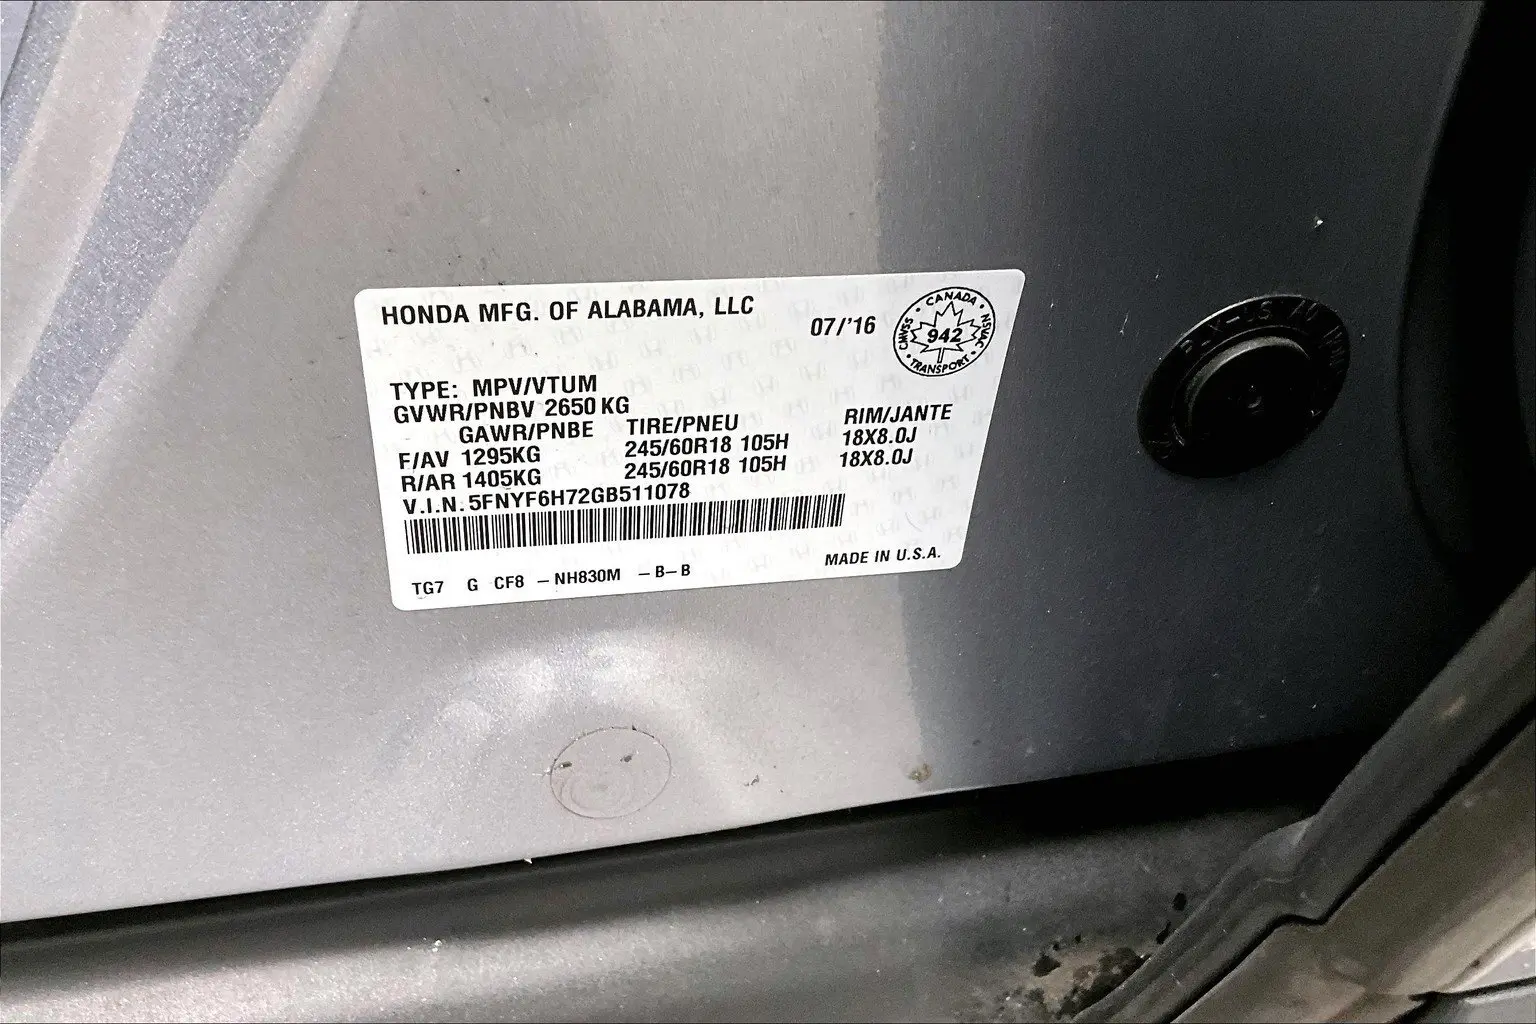 HONDA MFG. OF ALABAMA, LLC
07/'16
CANADA
CMVSS 942 NSVAC
TRANSPORT
TYPE: MPV/VTUM
GVWR/PNBV 2650 KG
GAWR/PNBE TIRE/PNEU RIM/JANTE
F/AV 1295KG 245/60R18 105H 18X8.0J
R/AR 1405KG 245/60R18 105H 18X8.0J
V.I.N. 5FNYF6H72GB511078
TG7 G CF8 – NH830M – B – B
MADE IN U.S.A.